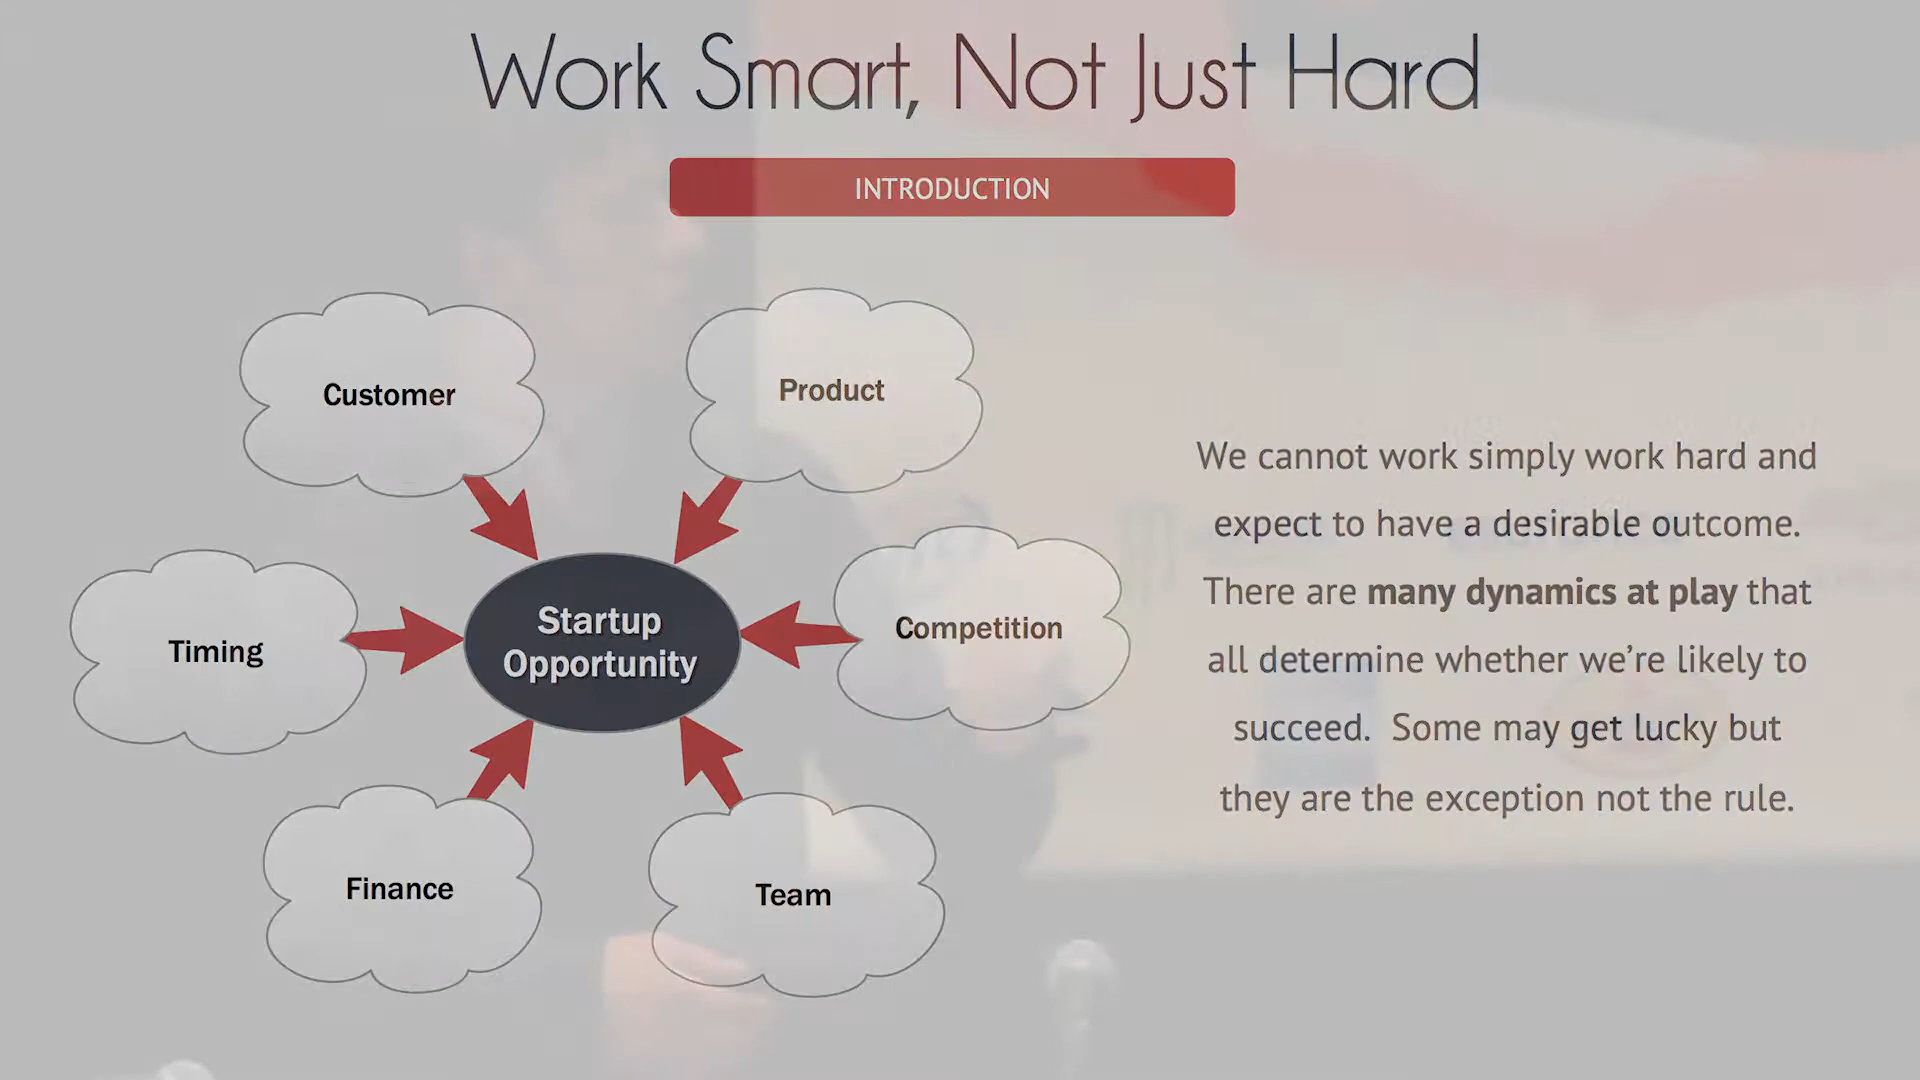 Work Smart, Not Just Hard
INTRODUCTION
Customer
Product
Timing
Startup
Opportunity
Competition
Finance
Team
We cannot work simply work hard and
expect to have a desirable outcome.
There are many dynamics at play that
all determine whether we’re likely to
succeed.  Some may get lucky but
they are the exception not the rule.